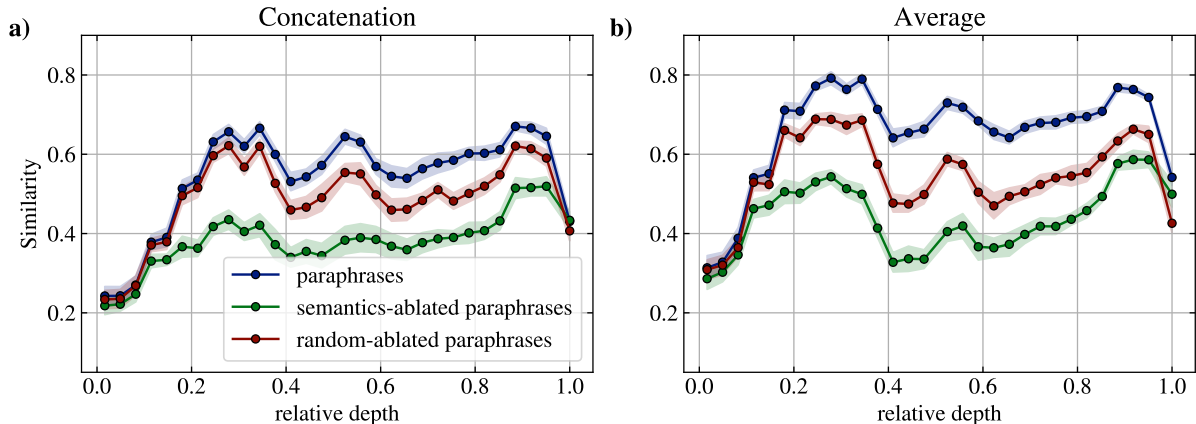 a) Concatenation
Similarity
0.8
0.6
0.4
0.2
paraphrases
semantics-ablated paraphrases
random-ablated paraphrases
0.0 0.2 0.4 0.6 0.8 1.0
relative depth
b) Average
0.8
0.6
0.4
0.2
0.0 0.2 0.4 0.6 0.8 1.0
relative depth